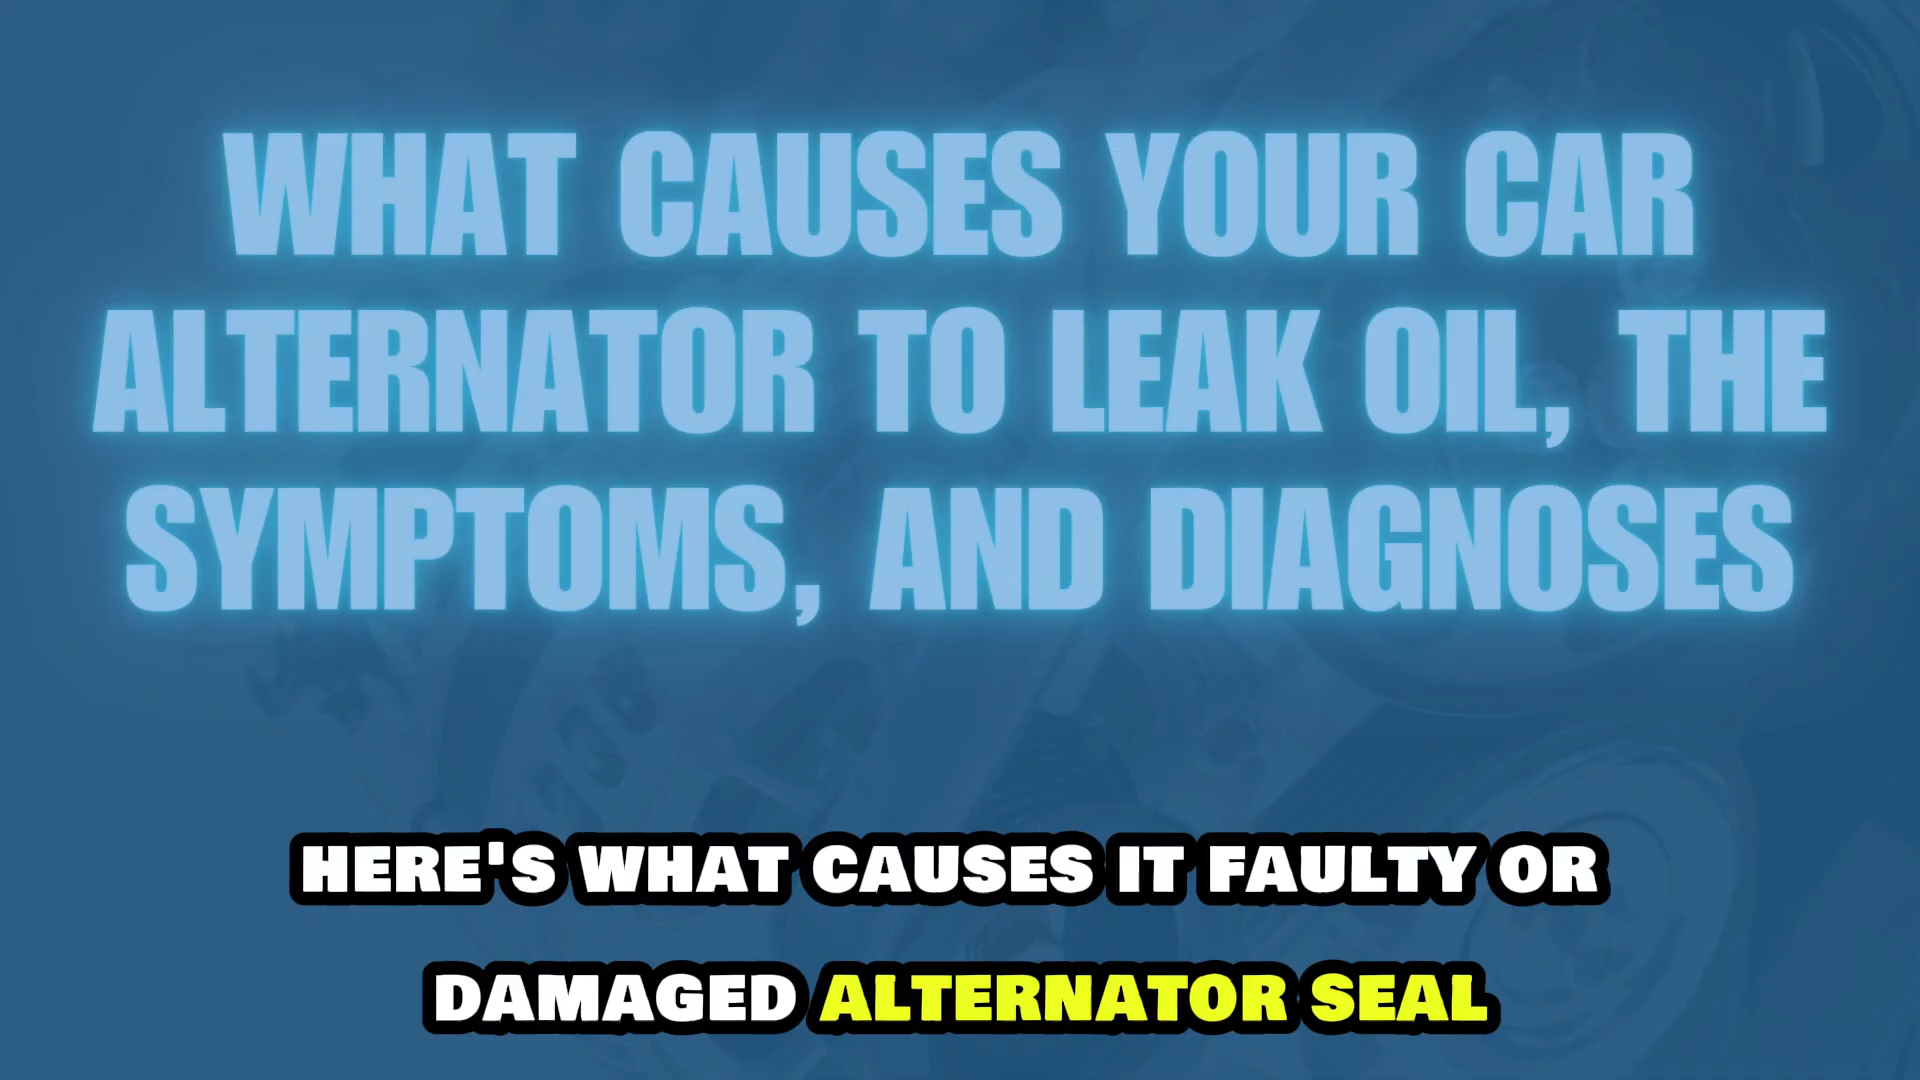 WHAT CAUSES YOUR CAR
ALTERNATOR TO LEAK OIL, THE
SYMPTOMS, AND DIAGNOSES
HERE'S WHAT CAUSES IT FAULTY OR
DAMAGED ALTERNATOR SEAL